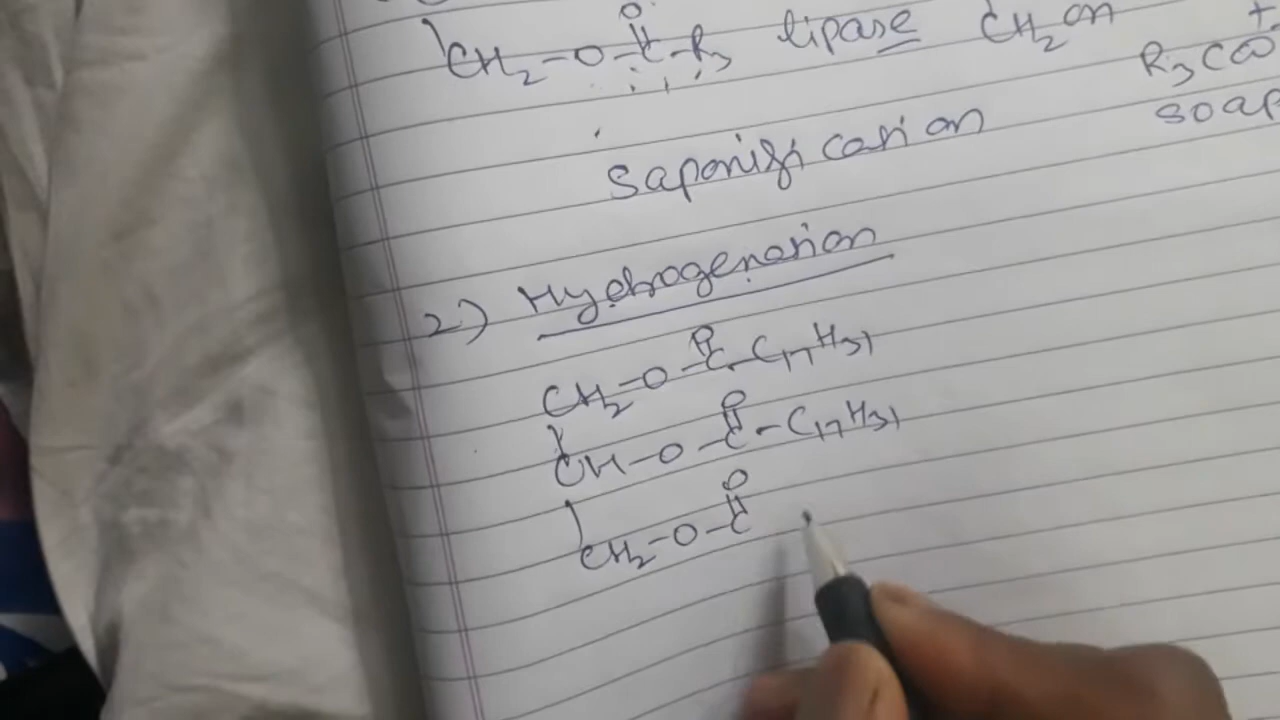 CH2-O-C-R3 lipase CH2OH +
O
R3COO
soap
Saponification
2) Hydrogenation
O
CH2-O-C-C17H31
O
CH-O-C-C17H31
O
CH2-O-C